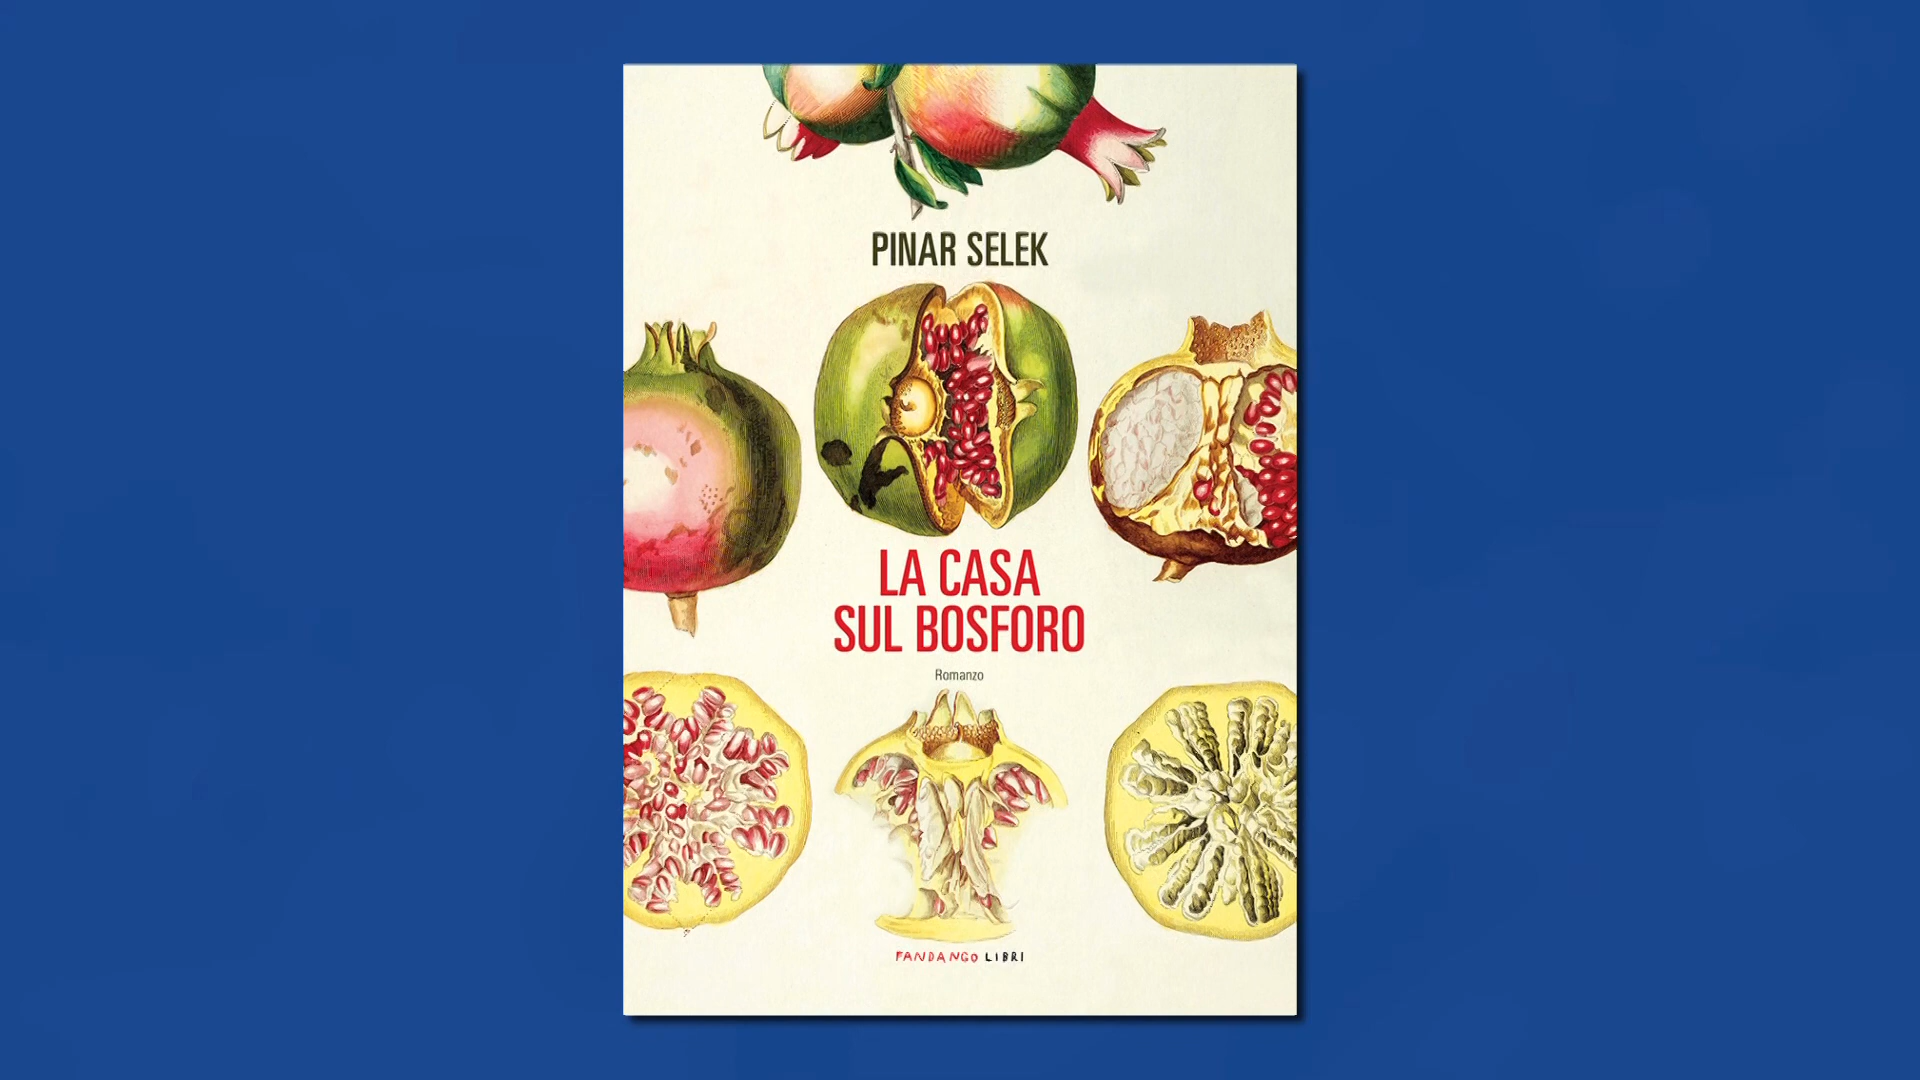 PINAR SELEK
LA CASA
SUL BOSFORO
Romanzo
FANDANGO LIBRI